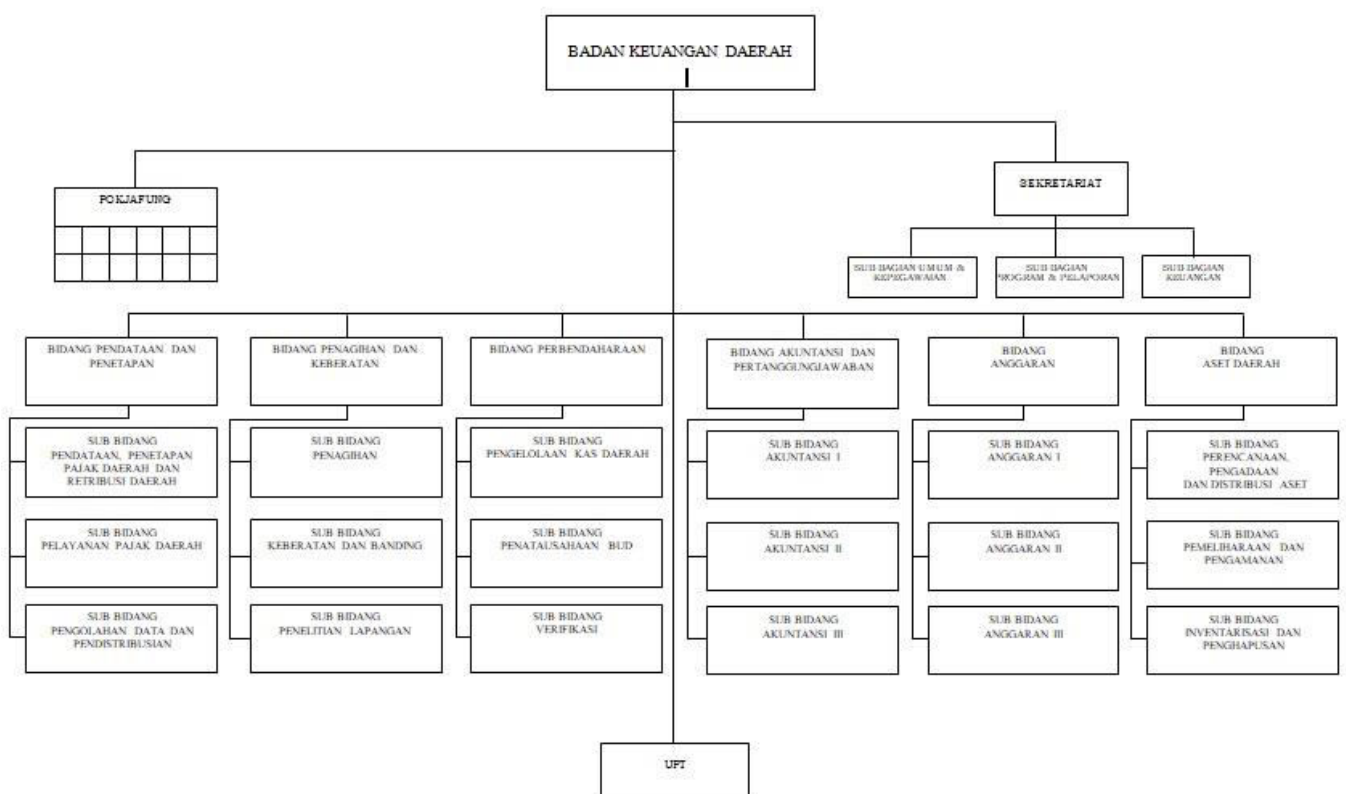 BADAN KEUANGAN DAERAH
POKJAFUNG
SEKRETARIAT
SUB BAGIAN UMUM &
KEPEGAWAIAN
SUB BAGIAN
PROGRAM & PELAPORAN
SUB BAGIAN
KEUANGAN
BIDANG PENDATAAN DAN
PENETAPAN
BIDANG PENAGIHAN DAN
KEBERATAN
BIDANG PERBENDAHARAAN
BIDANG AKUNTANSI DAN
PERTANGGUNGJAWABAN
BIDANG
ANGGARAN
BIDANG
ASET DAERAH
SUB BIDANG
PENDATAAN, PENETAPAN
PAJAK DAERAH DAN
RETRIBUSI DAERAH
SUB BIDANG
PENAGIHAN
SUB BIDANG
PENGELOLAAN KAS DAERAH
SUB BIDANG
AKUNTANSI I
SUB BIDANG
ANGGARAN I
SUB BIDANG
PERENCANAAN,
PENGADAAN
DAN DISTRIBUSI ASET
SUB BIDANG
PELAYANAN PAJAK DAERAH
SUB BIDANG
KEBERATAN DAN BANDING
SUB BIDANG
PENATAUSAHAAN BUD
SUB BIDANG
AKUNTANSI II
SUB BIDANG
ANGGARAN II
SUB BIDANG
PEMELIHARAAN DAN
PENGAMANAN
SUB BIDANG
PENGOLAHAN DATA DAN
PENDISTRIBUSIAN
SUB BIDANG
PENELITIAN LAPANGAN
SUB BIDANG
VERIFIKASI
SUB BIDANG
AKUNTANSI III
SUB BIDANG
ANGGARAN III
SUB BIDANG
INVENTARISASI DAN
PENGHAPUSAN
UPT